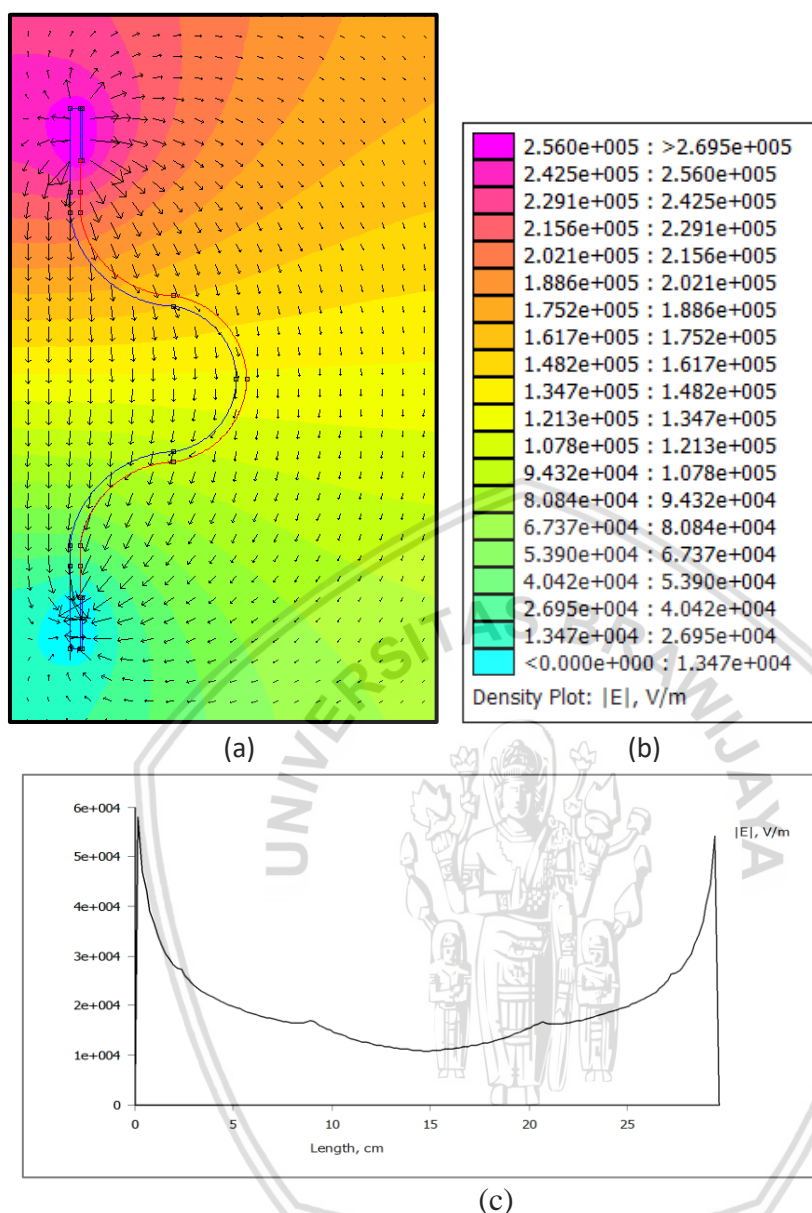 2.560e+005 : >2.695e+005
2.425e+005 : 2.560e+005
2.291e+005 : 2.425e+005
2.156e+005 : 2.291e+005
2.021e+005 : 2.156e+005
1.886e+005 : 2.021e+005
1.752e+005 : 1.886e+005
1.617e+005 : 1.752e+005
1.482e+005 : 1.617e+005
1.347e+005 : 1.482e+005
1.213e+005 : 1.347e+005
1.078e+005 : 1.213e+005
9.432e+004 : 1.078e+005
8.084e+004 : 9.432e+004
6.737e+004 : 8.084e+004
5.390e+004 : 6.737e+004
4.042e+004 : 5.390e+004
2.695e+004 : 4.042e+004
1.347e+004 : 2.695e+004
<0.000e+000 : 1.347e+004
Density Plot: |E|, V/m
(a)
(b)
UNIVERSITAS BRAWIJAYA
6e+004
5e+004
4e+004
3e+004
2e+004
1e+004
0
|E|, V/m
0 5 10 15 20 25
Length, cm
(c)